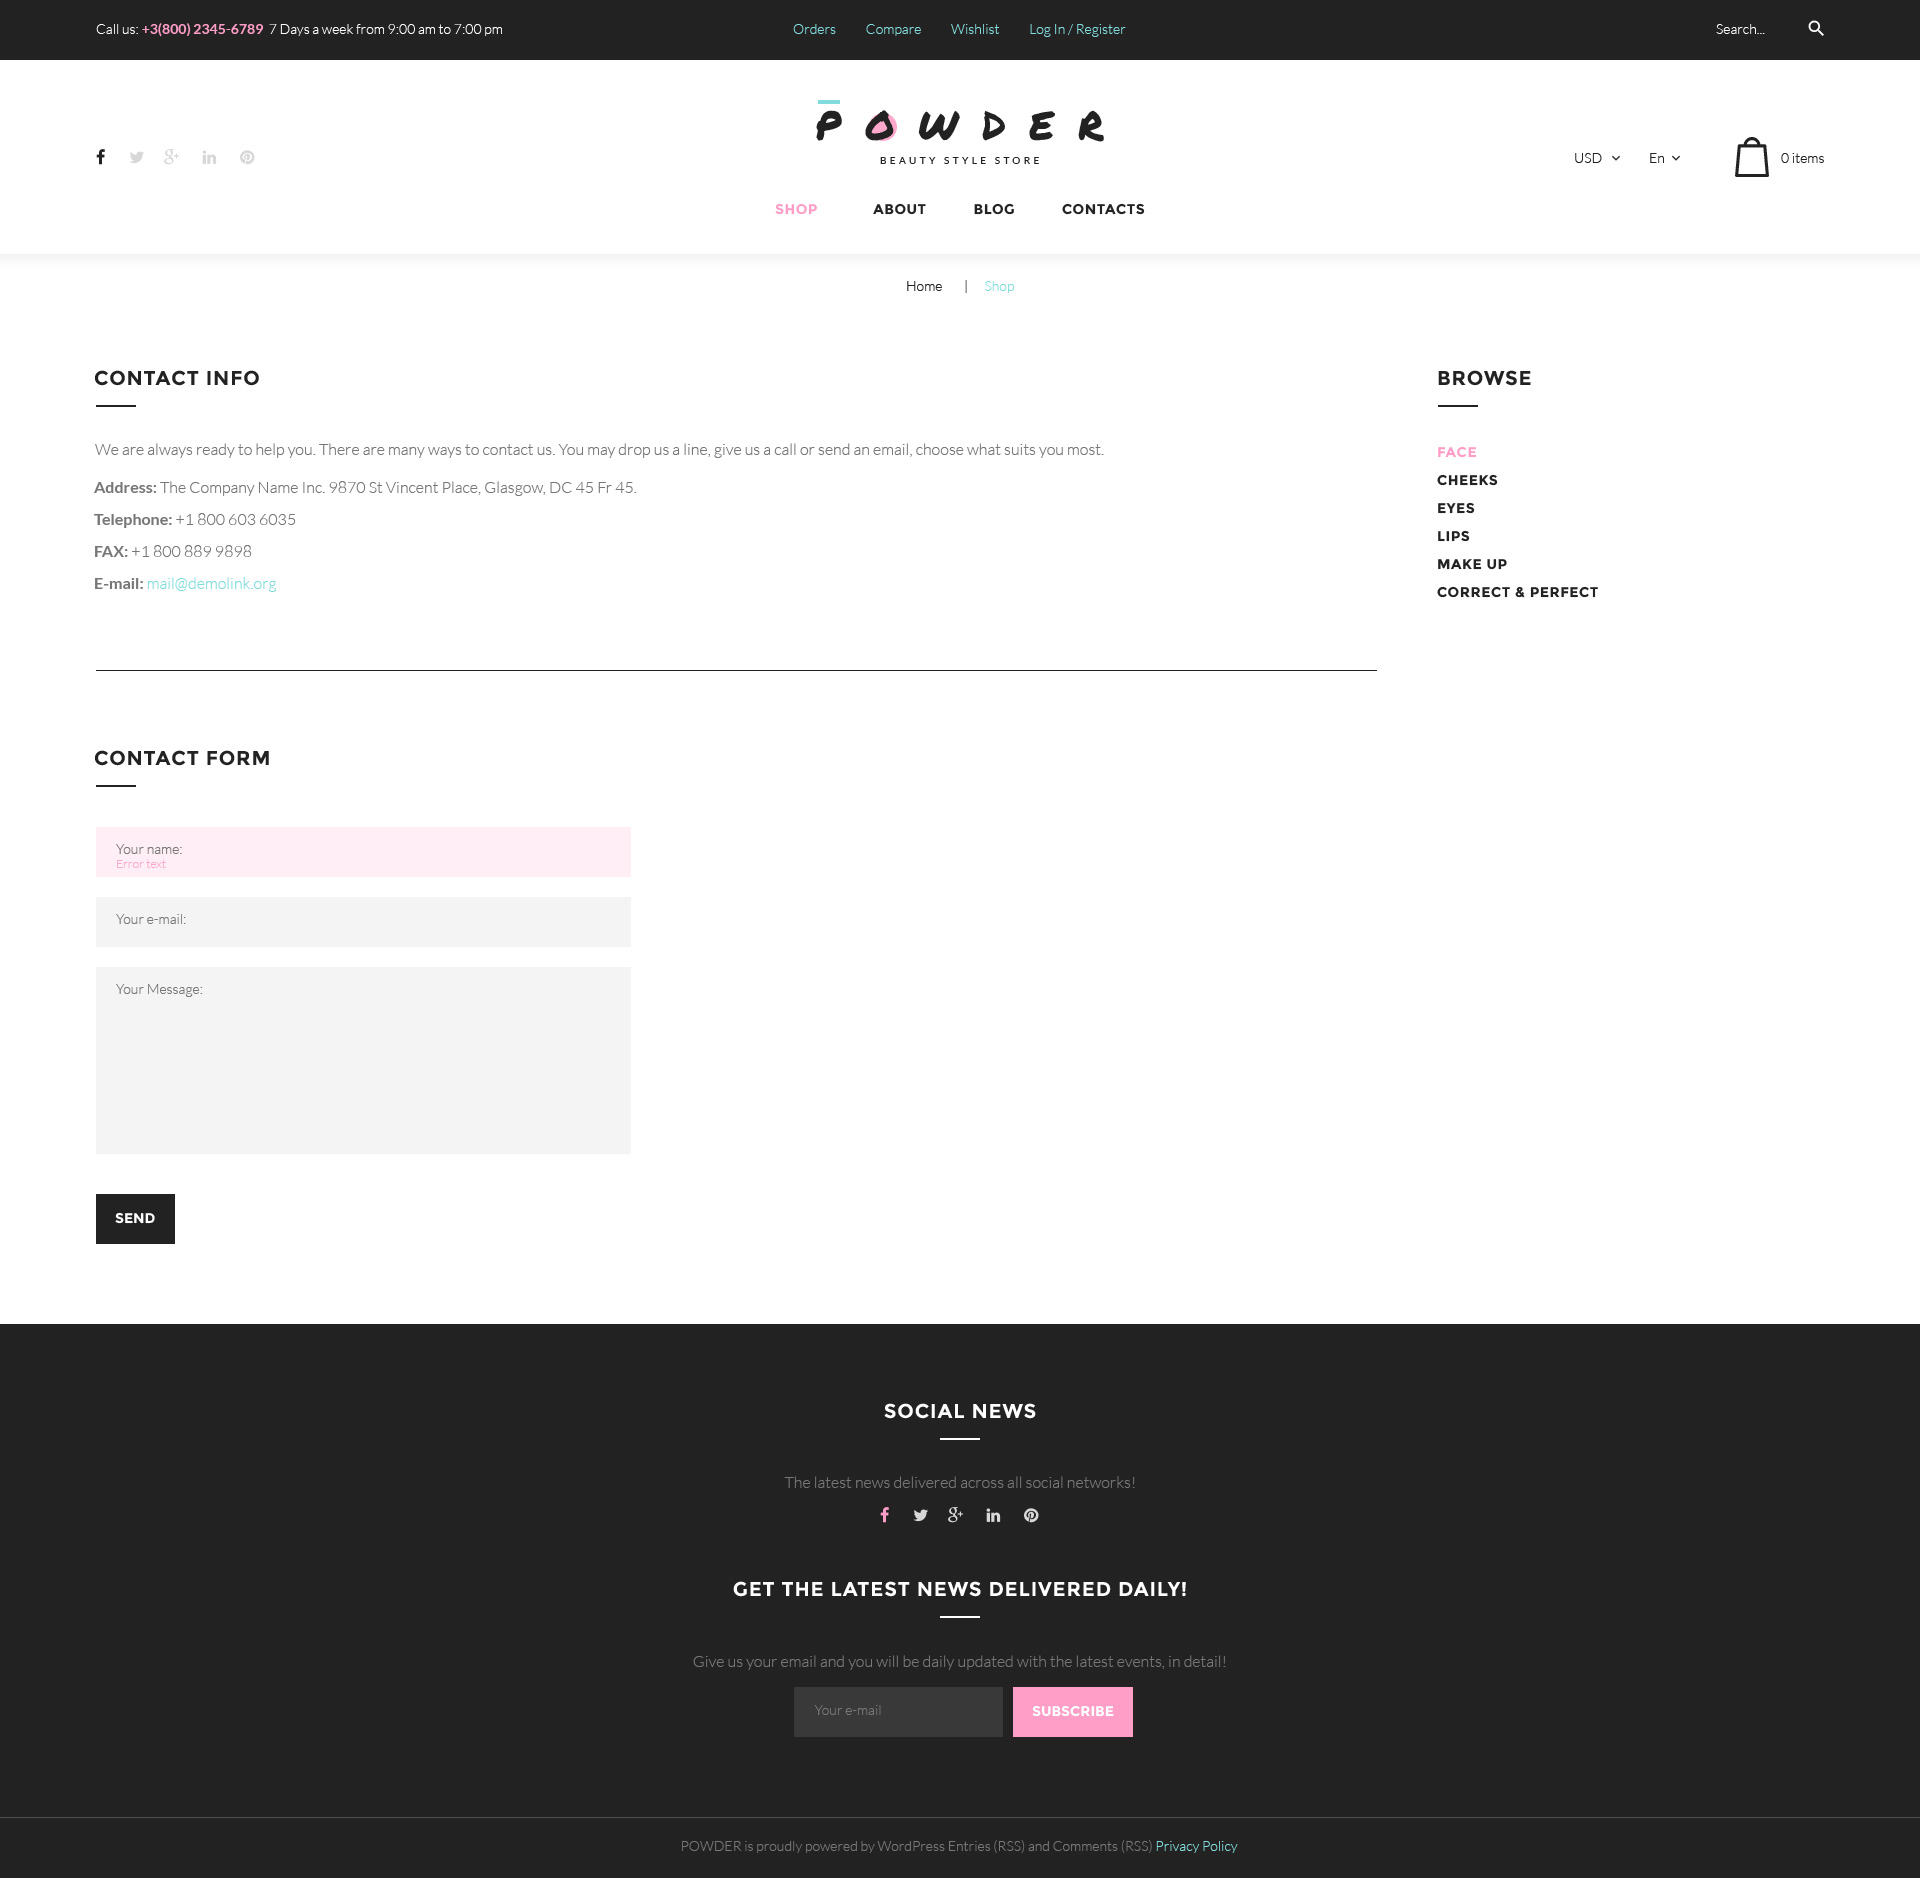 Call us: +3(800) 2345-6789 7 Days a week from 9:00 am to 7:00 pm
Orders Compare Wishlist Log In / Register
Search...
POWDER
BEAUTY STYLE STORE
USD En 0 items
SHOP ABOUT BLOG CONTACTS
Home | Shop
CONTACT INFO
We are always ready to help you. There are many ways to contact us. You may drop us a line, give us a call or send an email, choose what suits you most.
Address: The Company Name Inc. 9870 St Vincent Place, Glasgow, DC 45 Fr 45.
Telephone: +1 800 603 6035
FAX: +1 800 889 9898
E-mail: mail@demolink.org
BROWSE
FACE
CHEEKS
EYES
LIPS
MAKE UP
CORRECT & PERFECT
CONTACT FORM
Your name:
Error text
Your e-mail:
Your Message:
SEND
SOCIAL NEWS
The latest news delivered across all social networks!
GET THE LATEST NEWS DELIVERED DAILY!
Give us your email and you will be daily updated with the latest events, in detail!
Your e-mail
SUBSCRIBE
POWDER is proudly powered by WordPress Entries (RSS) and Comments (RSS) Privacy Policy